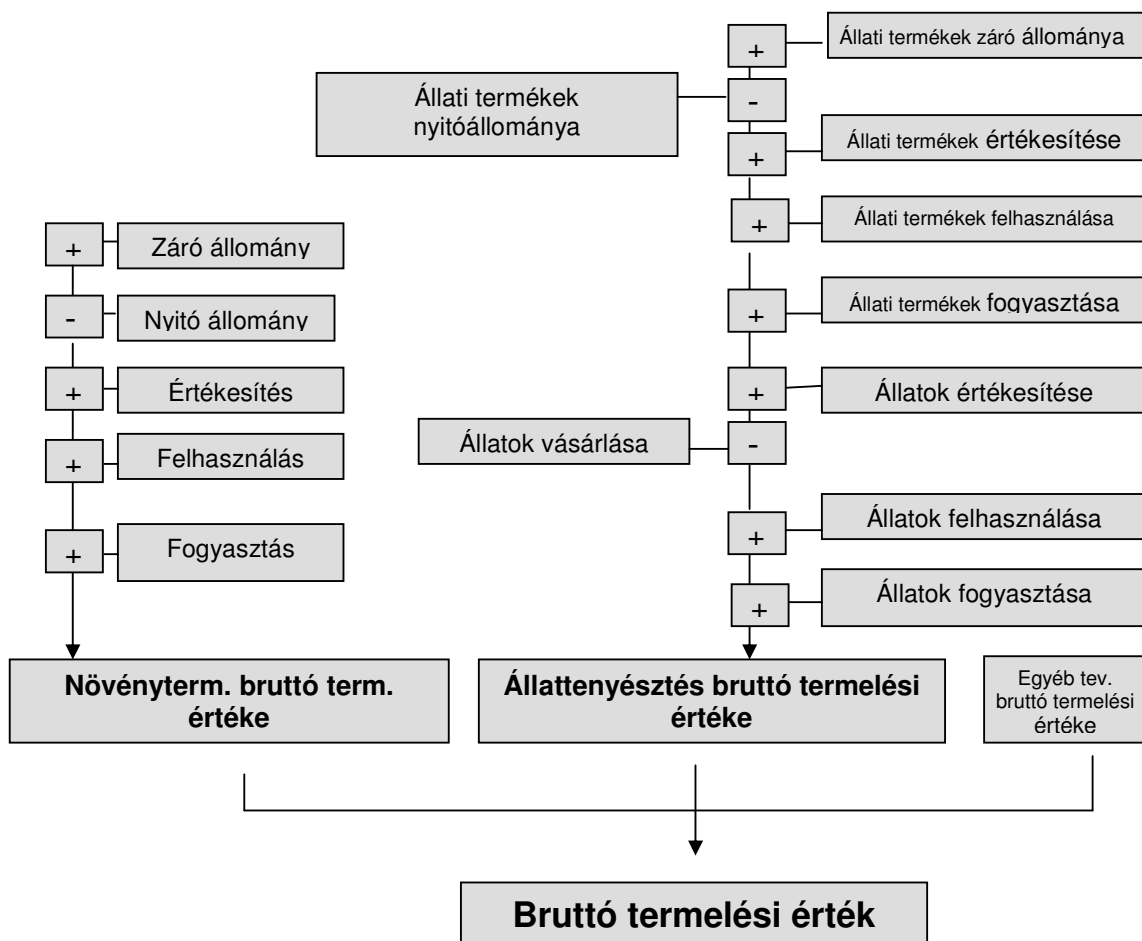 +
Állati termékek záró állománya
Állati termékek
nyitóállománya
-
+
Állati termékek értékesítése
+
Állati termékek felhasználása
+
Állati termékek fogyasztása
+
Állatok értékesítése
Állatok vásárlása
-
+
Állatok felhasználása
+
Állatok fogyasztása
+
Záró állomány
-
Nyitó állomány
+
Értékesítés
+
Felhasználás
+
Fogyasztás
Növényterm. bruttó term.
értéke
Állattenyésztés bruttó termelési
értéke
Egyéb tev.
bruttó termelési
értéke
Bruttó termelési érték